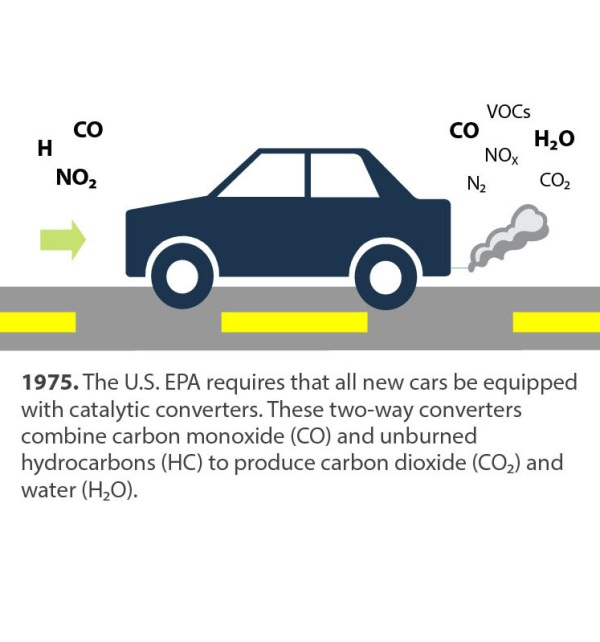 VOCs
CO
CO
H₂O
H
NOₓ
NO₂
N₂
CO₂
1975. The U.S. EPA requires that all new cars be equipped
with catalytic converters. These two-way converters
combine carbon monoxide (CO) and unburned
hydrocarbons (HC) to produce carbon dioxide (CO₂) and
water (H₂O).